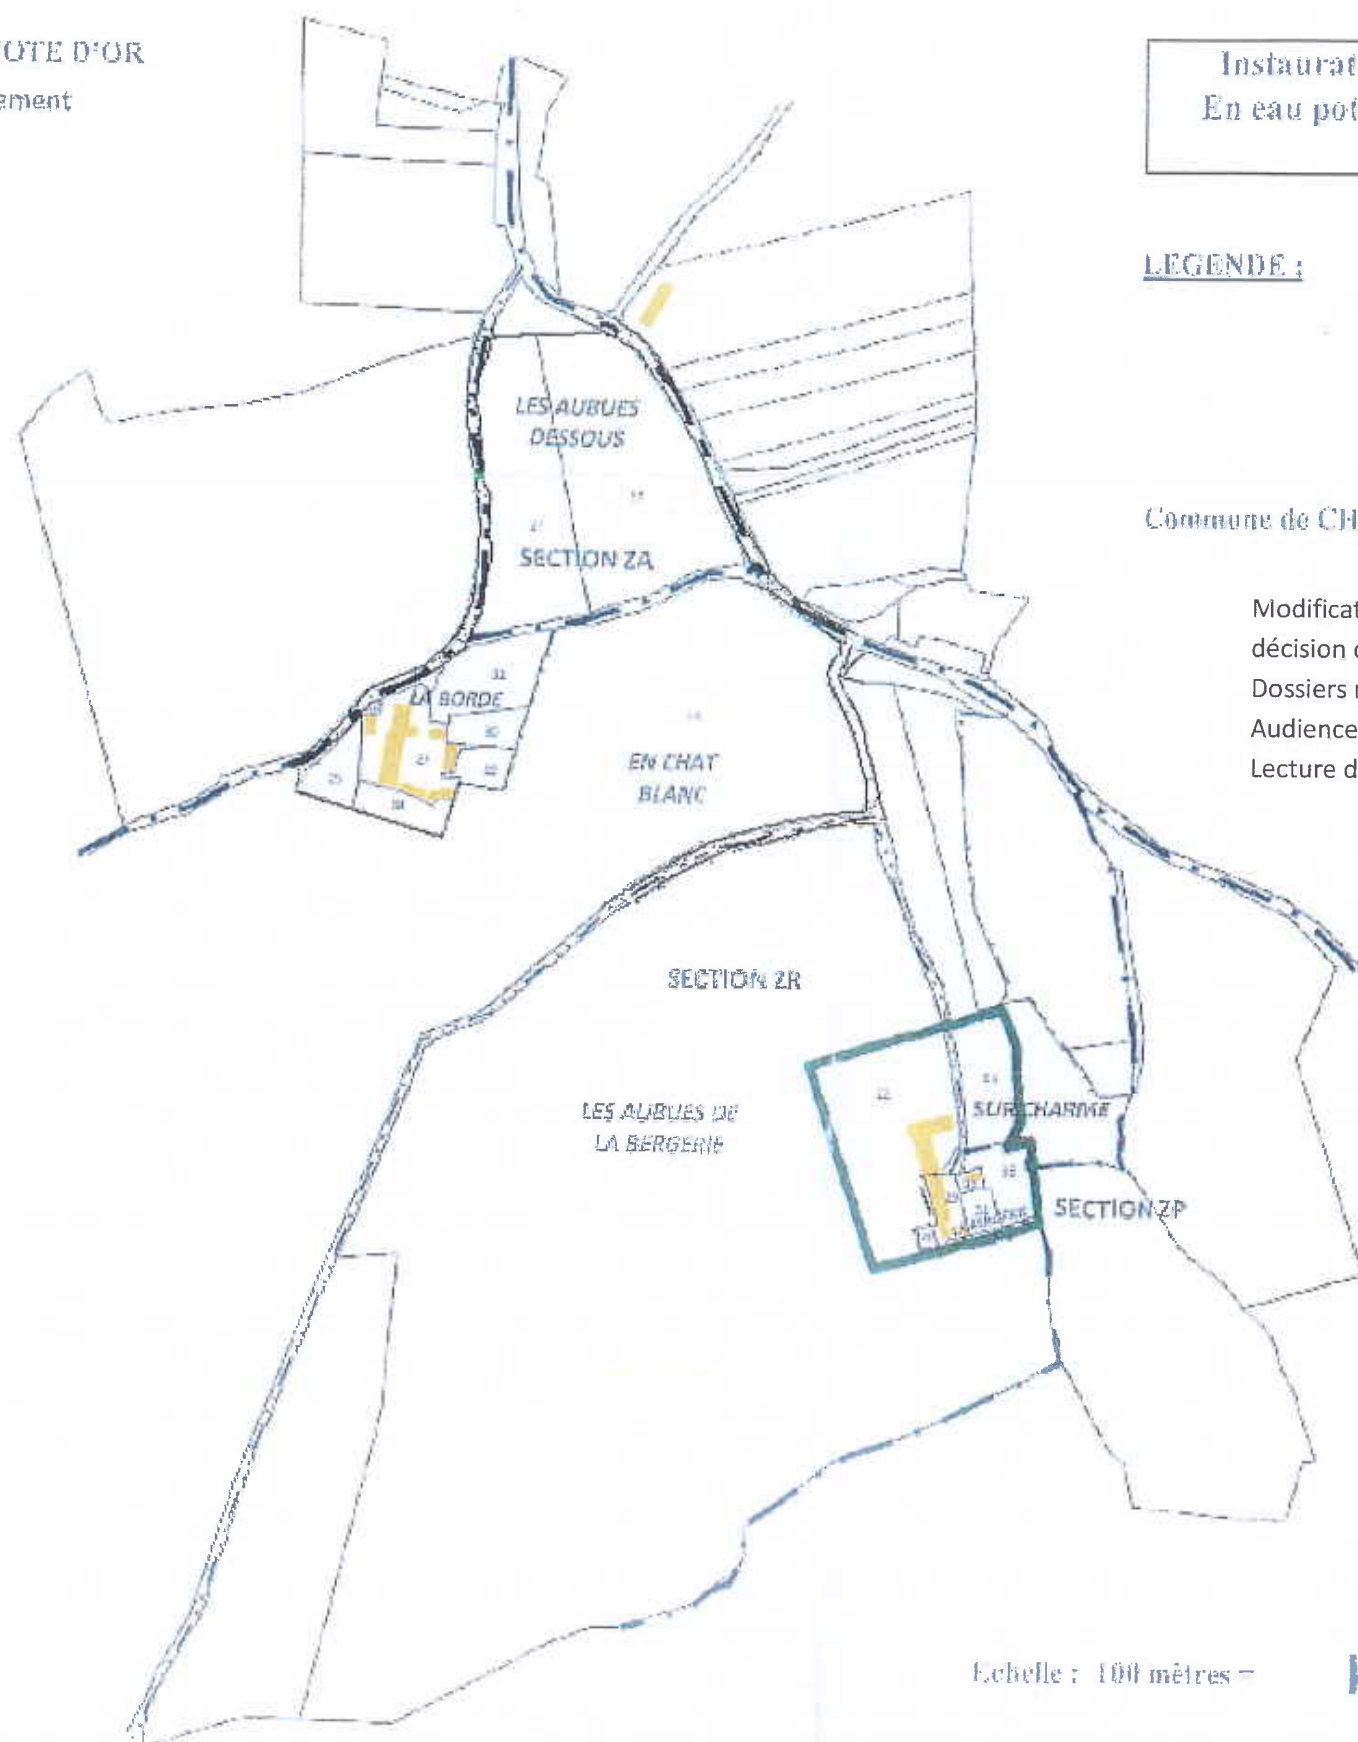 OTE D'OR
ement
Instaurat
En eau pot
LEGENDE :
LES AUBUES
DESSOUS
SECTION ZA
Commune de CH
Modificat
décision d
Dossiers r
Audience
Lecture d
31
LA BORDE
30
EN CHAT
BLANC
SECTION ZR
LES AUBUES DE
LA BERGERIE
SUR CHARME
SECTION ZP
Echelle : 100 mètres =